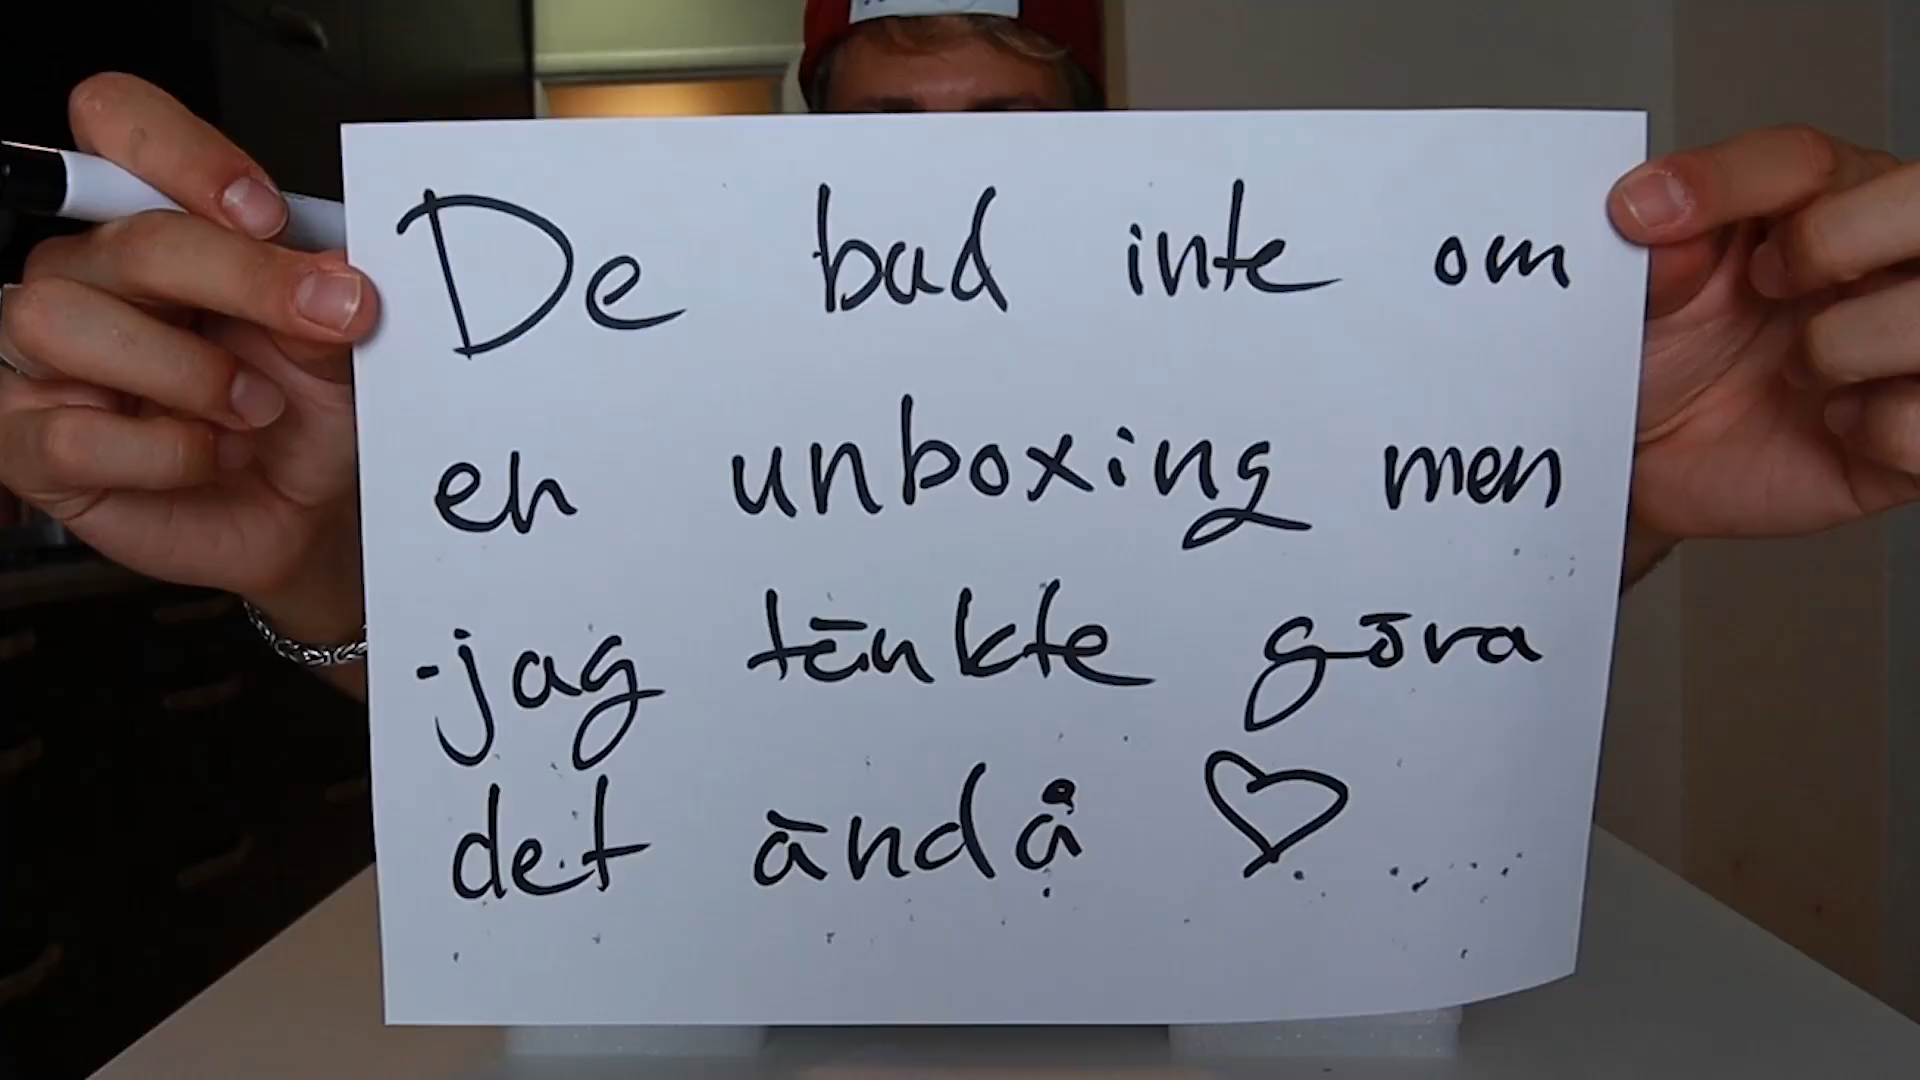 De bad inte om
en unboxing men
jag tänkte göra
det ändå ♡